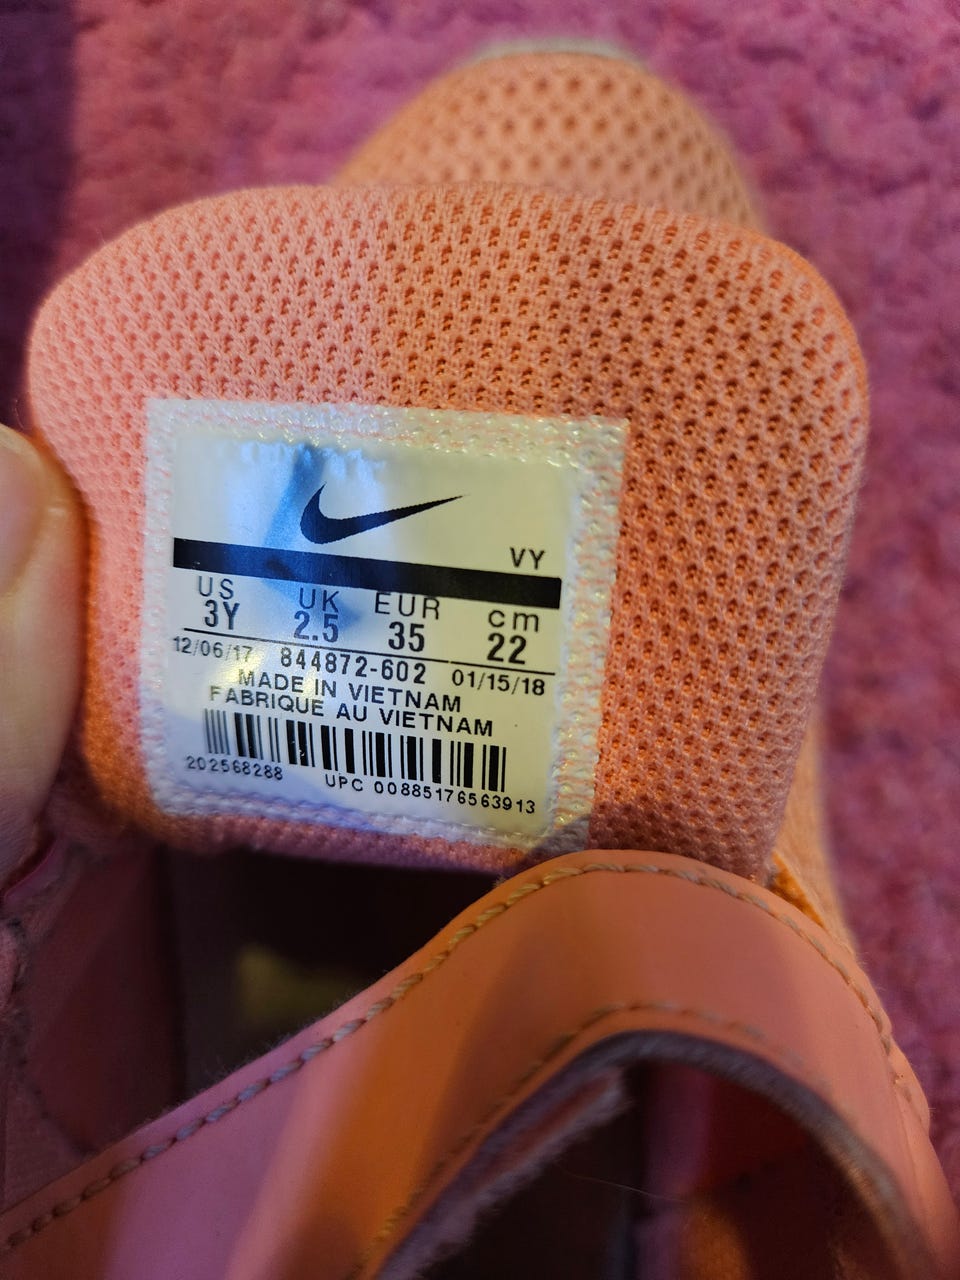 VY
US UK EUR cm
3Y 2.5 35 22
12/06/17 844872-602 01/15/18
MADE IN VIETNAM
FABRIQUE AU VIETNAM
202568288 UPC 00885176563913